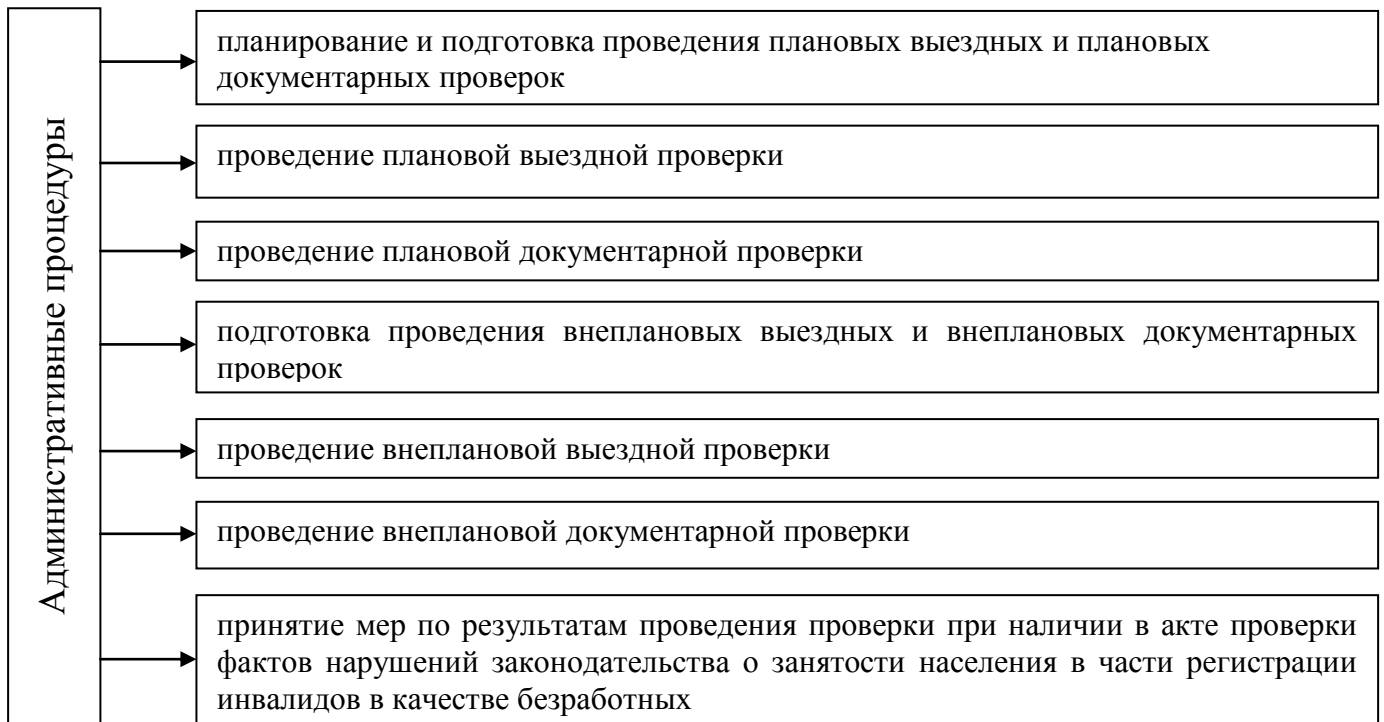 Административные процедуры
планирование и подготовка проведения плановых выездных и плановых
документарных проверок
проведение плановой выездной проверки
проведение плановой документарной проверки
подготовка проведения внеплановых выездных и внеплановых документарных
проверок
проведение внеплановой выездной проверки
проведение внеплановой документарной проверки
принятие мер по результатам проведения проверки при наличии в акте проверки
фактов нарушений законодательства о занятости населения в части регистрации
инвалидов в качестве безработных